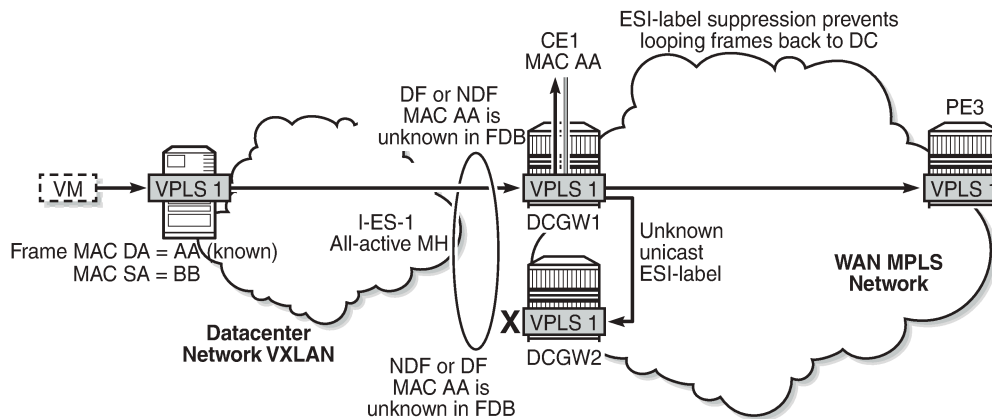 ESI-label suppression prevents
looping frames back to DC
CE1
MAC AA
DF or NDF
MAC AA is
unknown in FDB
PE3
VM
VPLS 1
VPLS 1
VPLS 1
DCGW1
I-ES-1
All-active MH
Frame MAC DA = AA (known)
MAC SA = BB
Unknown
unicast
ESI-label
WAN MPLS
Network
X
VPLS 1
DCGW2
Datacenter
Network VXLAN
NDF or DF
MAC AA is
unknown in FDB